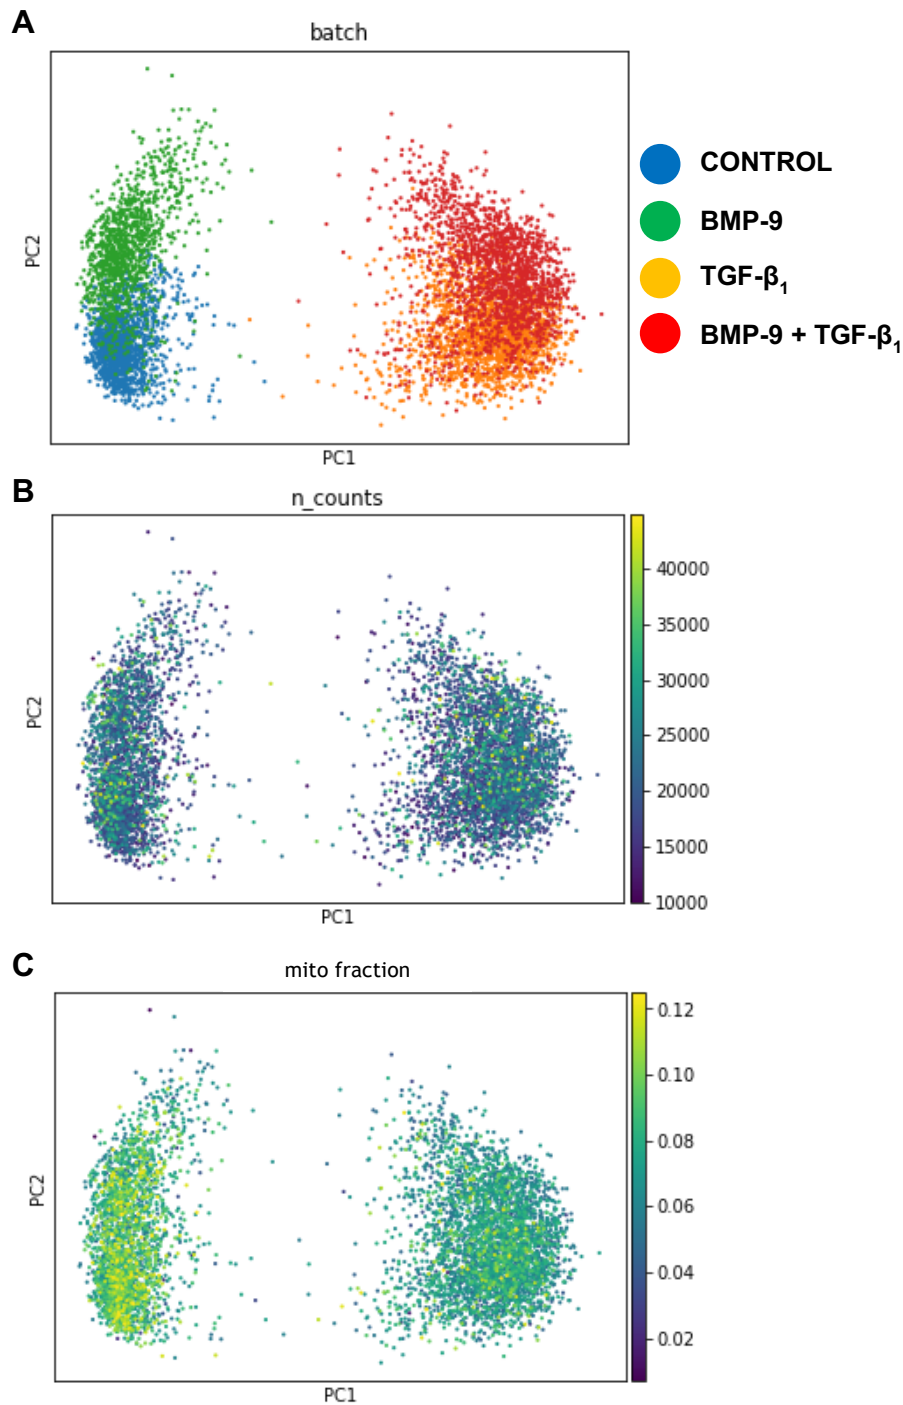 A
batch
PC2
PC1
CONTROL
BMP-9
TGF-β₁
BMP-9 + TGF-β₁
B
n_counts
PC2
PC1
40000
35000
30000
25000
20000
15000
10000
C
mito fraction
PC2
PC1
0.12
0.10
0.08
0.06
0.04
0.02